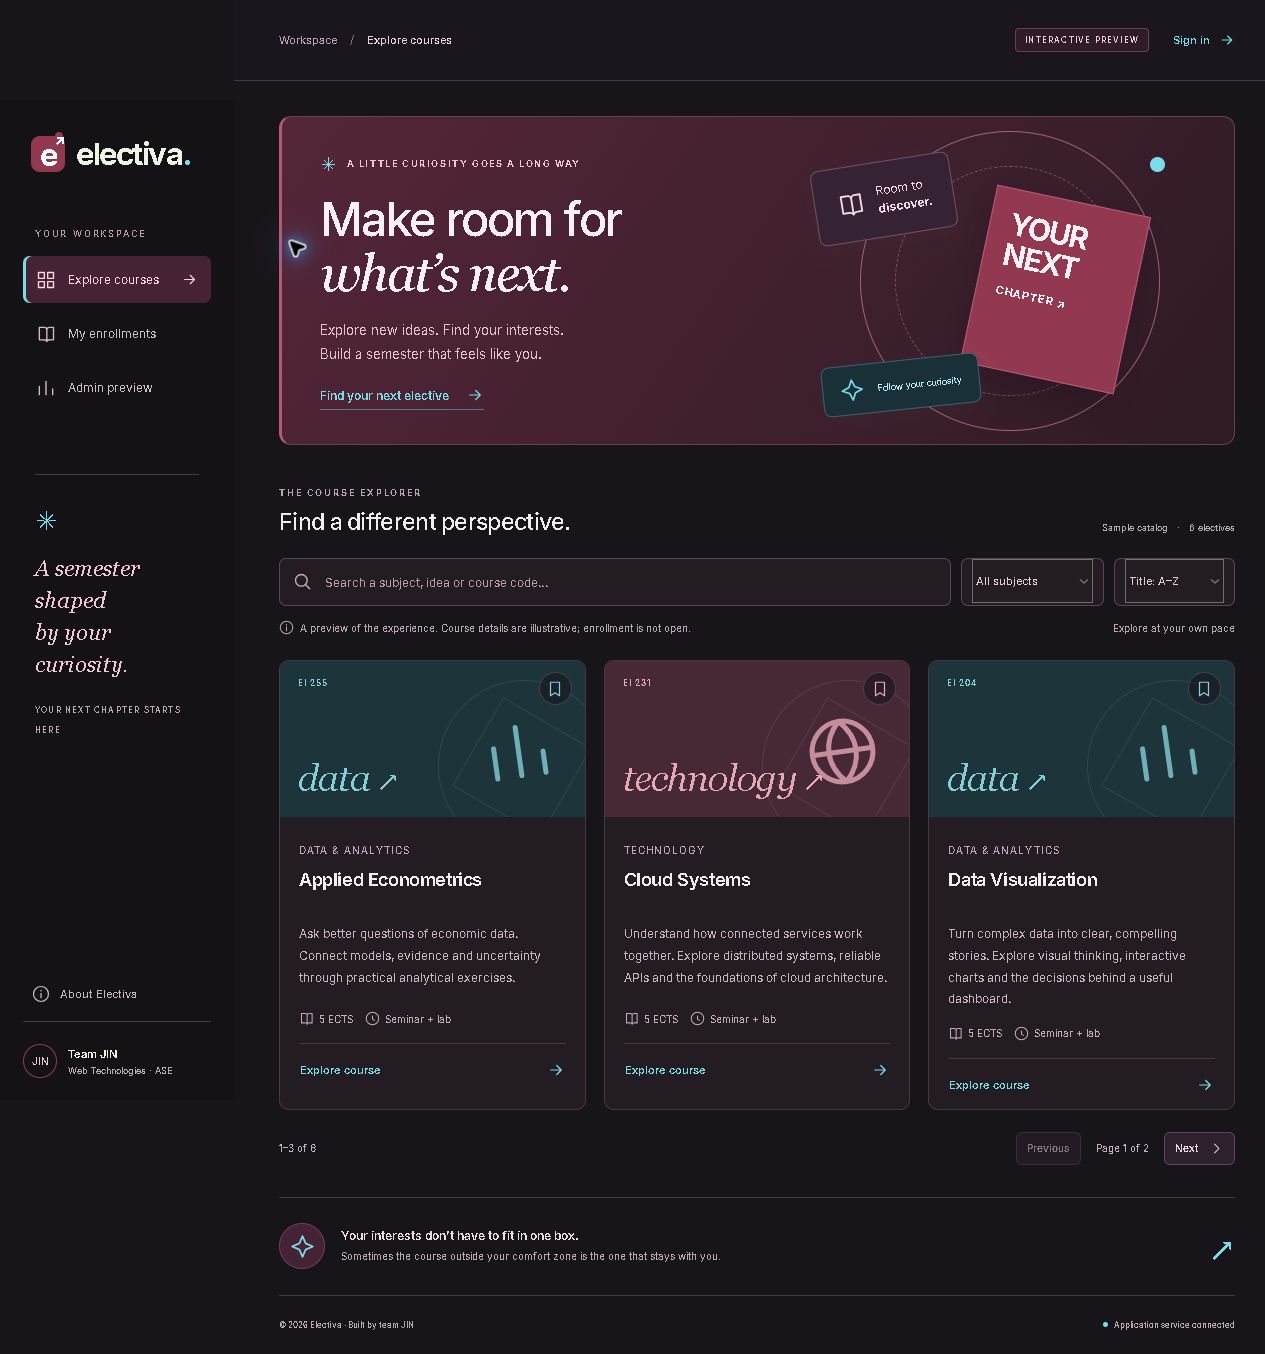 Workspace / Explore courses
INTERACTIVE PREVIEW
Sign in
e electiva.
YOUR WORKSPACE
Explore courses
My enrollments
Admin preview
A semester
shaped
by your
curiosity.
YOUR NEXT CHAPTER STARTS
HERE
About Electiva
JIN
Team JIN
Web Technologies · ASE
A LITTLE CURIOSITY GOES A LONG WAY
Make room for
what's next.
Explore new ideas. Find your interests.
Build a semester that feels like you.
Find your next elective
Room to
discover.
YOUR
NEXT
CHAPTER ↗
Follow your curiosity
THE COURSE EXPLORER
Find a different perspective.
Sample catalog · 6 electives
Search a subject, idea or course code...
All subjects
Title: A–Z
A preview of the experience. Course details are illustrative; enrollment is not open.
Explore at your own pace
EI 255
data ↗
DATA & ANALYTICS
Applied Econometrics
Ask better questions of economic data.
Connect models, evidence and uncertainty
through practical analytical exercises.
5 ECTS Seminar + lab
Explore course
EI 231
technology ↗
TECHNOLOGY
Cloud Systems
Understand how connected services work
together. Explore distributed systems, reliable
APIs and the foundations of cloud architecture.
5 ECTS Seminar + lab
Explore course
EI 204
data ↗
DATA & ANALYTICS
Data Visualization
Turn complex data into clear, compelling
stories. Explore visual thinking, interactive
charts and the decisions behind a useful
dashboard.
5 ECTS Seminar + lab
Explore course
1–3 of 6
Previous
Page 1 of 2
Next
Your interests don't have to fit in one box.
Sometimes the course outside your comfort zone is the one that stays with you.
© 2026 Electiva · Built by team JIN
Application service connected